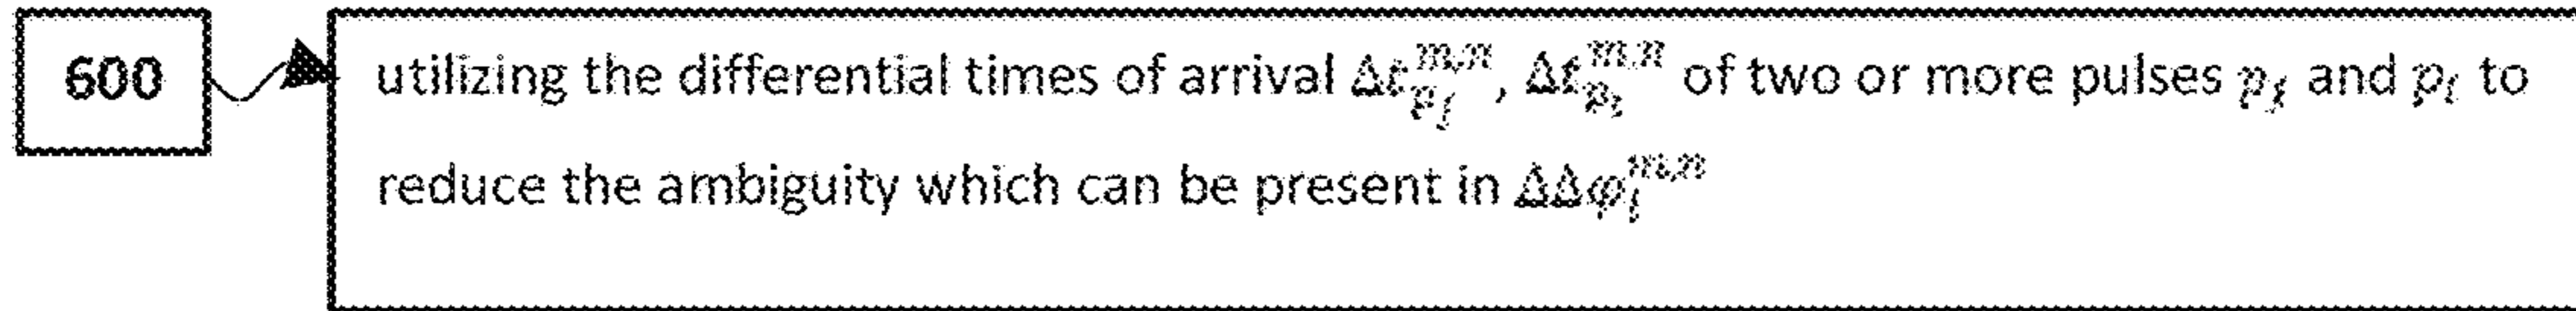 600
utilizing the differential times of arrival Δt_{p_j}^{m,n}, Δt_{p_i}^{m,n} of two or more pulses p_j and p_i to
reduce the ambiguity which can be present in ΔΔφ_i^{m,n}